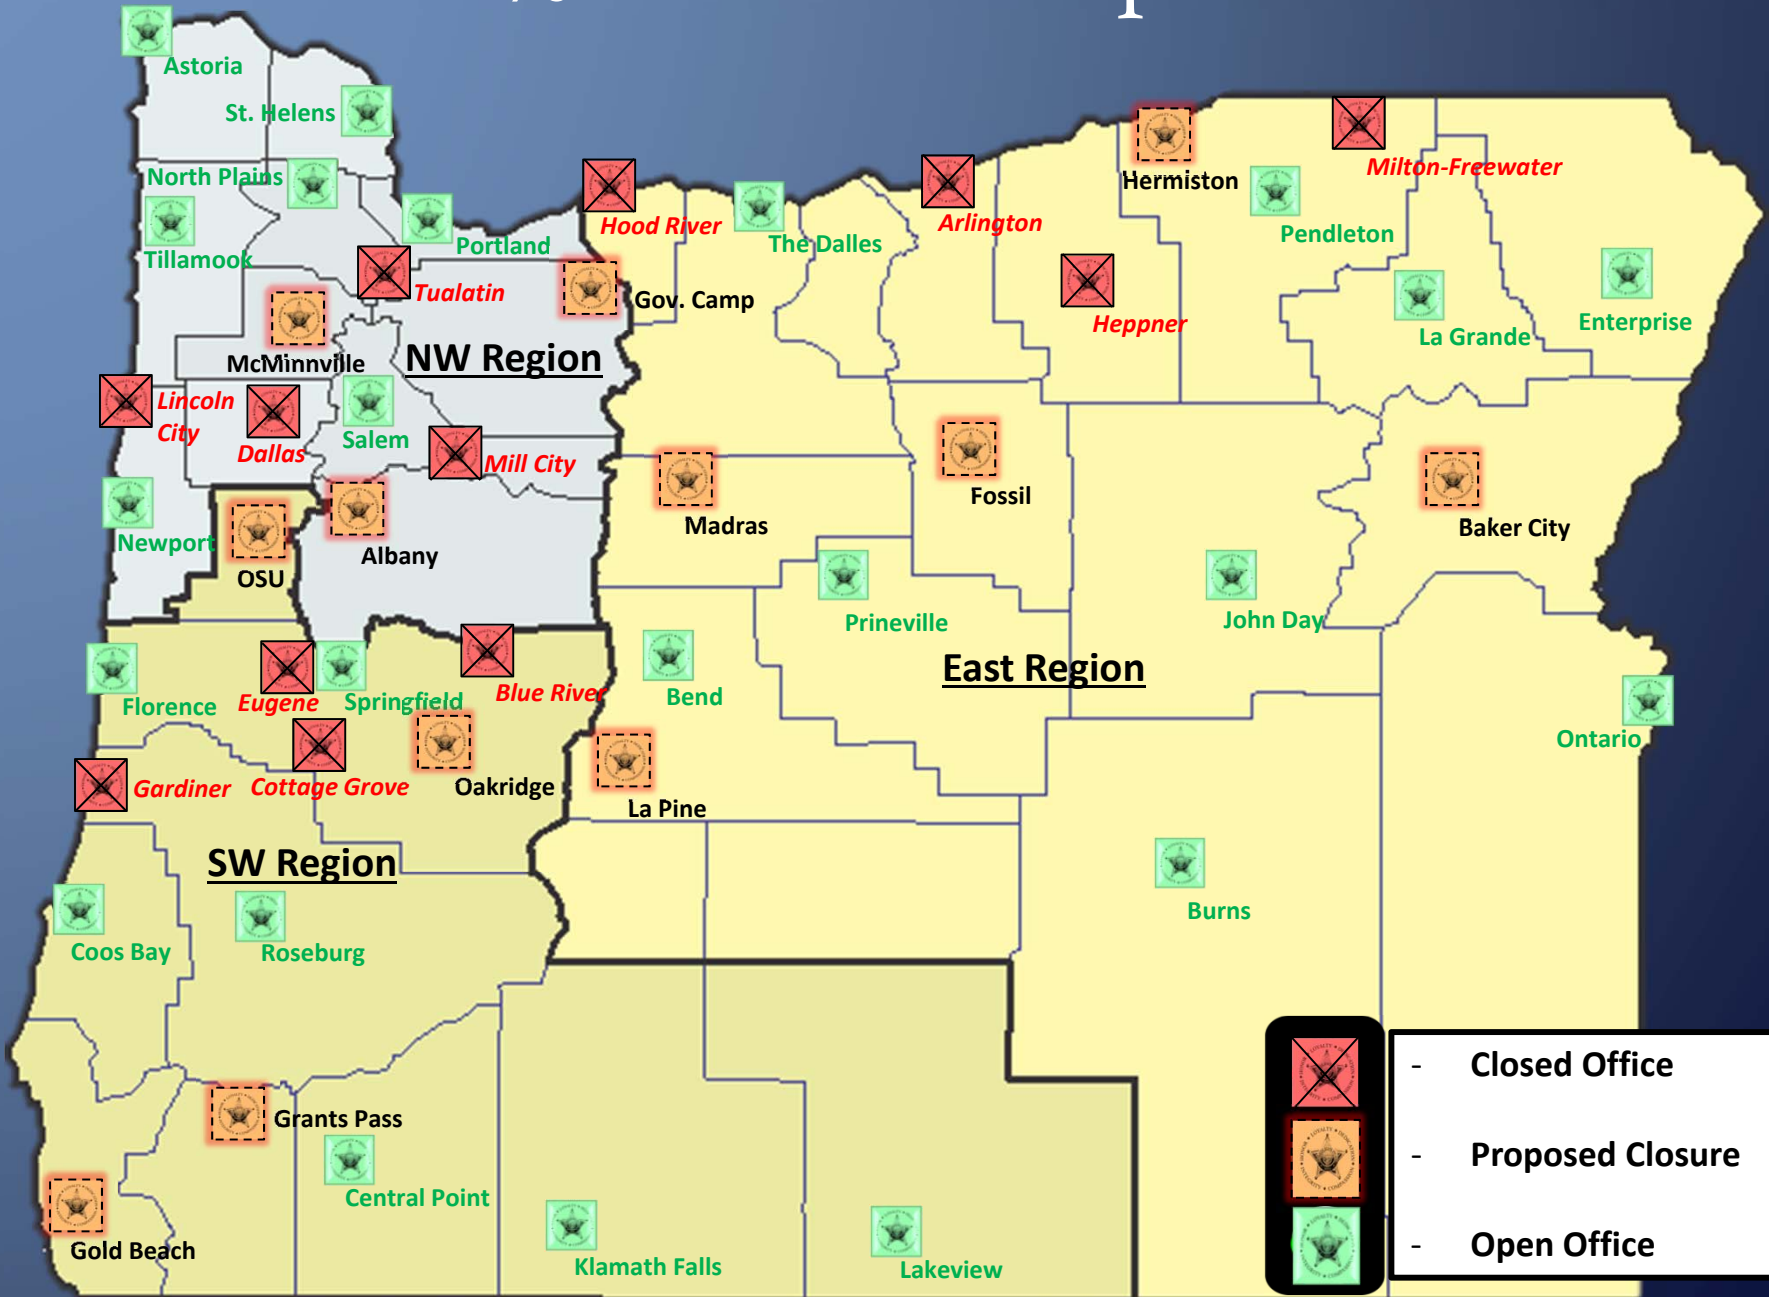 Astoria
St. Helens
North Plains
Tillamook
Portland
Hood River
The Dalles
Arlington
Hermiston
Milton-Freewater
Pendleton
Tualatin
Gov. Camp
Heppner
La Grande
Enterprise
McMinnville
NW Region
Lincoln
City
Dallas
Salem
Mill City
Madras
Fossil
Baker City
Newport
OSU
Albany
Prineville
John Day
East Region
Florence
Eugene
Springfield
Blue River
Bend
Ontario
Gardiner
Cottage Grove
Oakridge
La Pine
SW Region
Coos Bay
Roseburg
Burns
Grants Pass
Central Point
Gold Beach
Klamath Falls
Lakeview
- Closed Office
- Proposed Closure
- Open Office